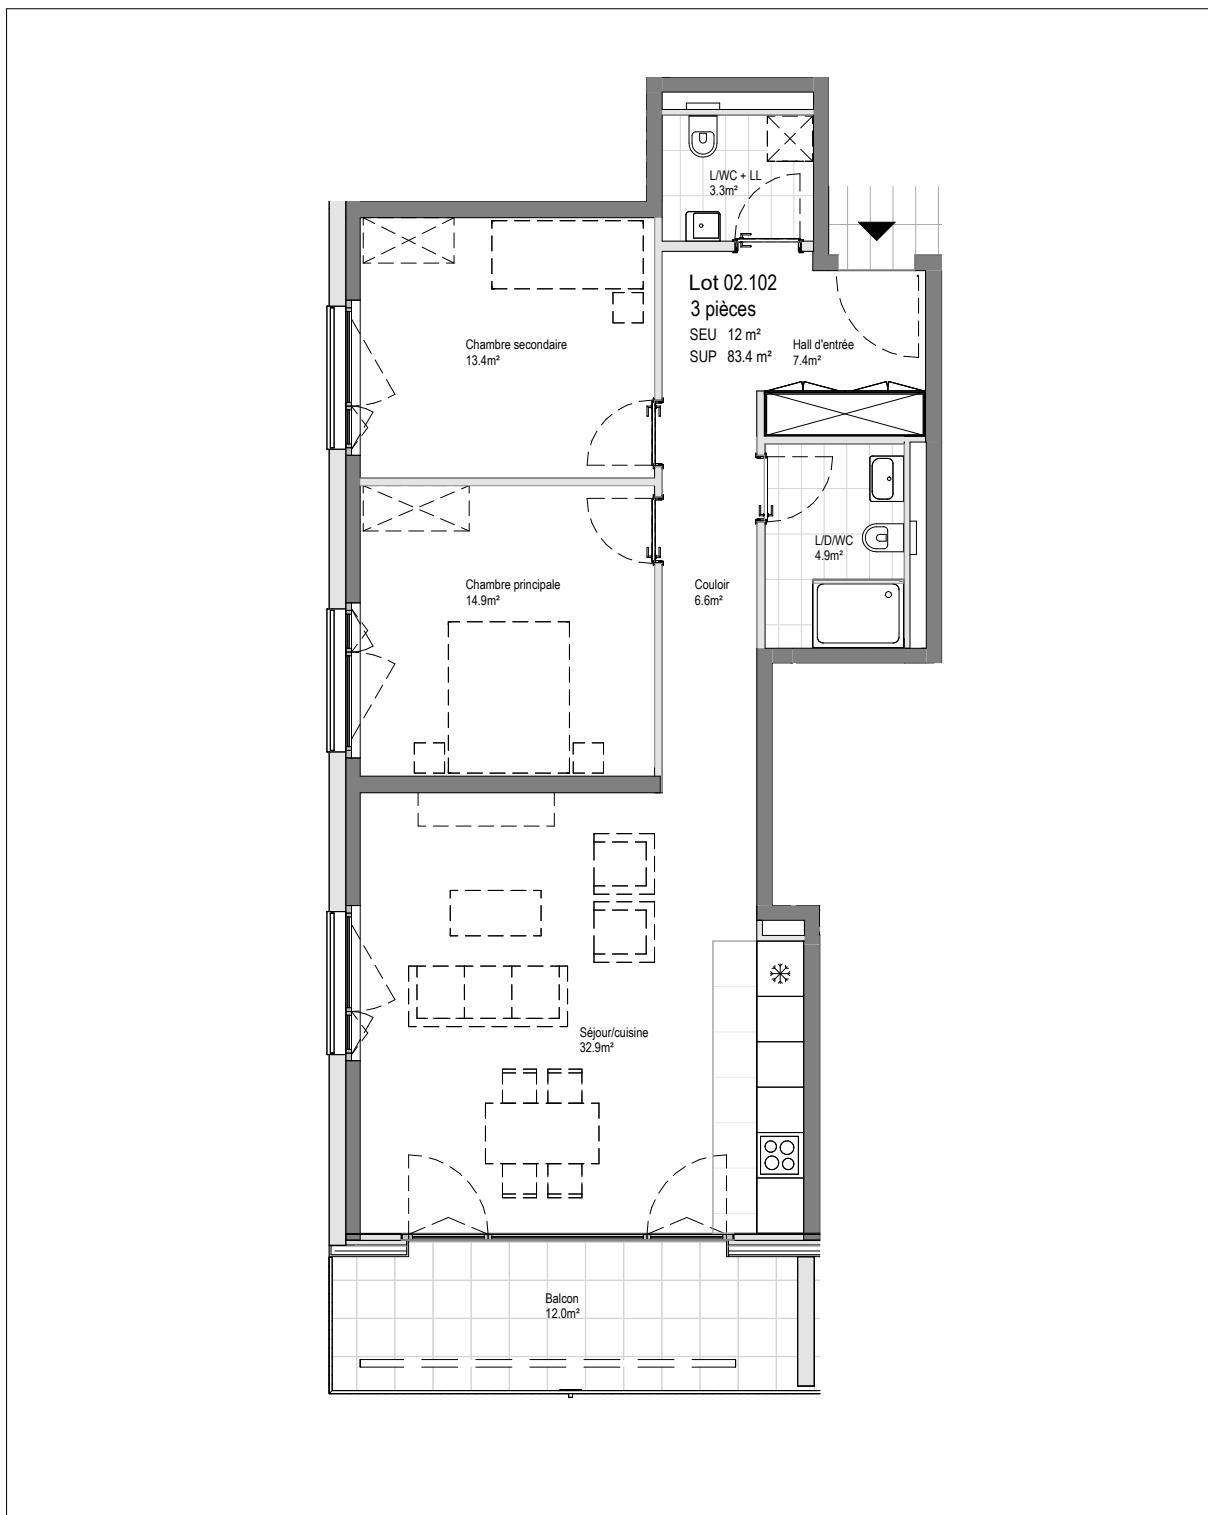 L/WC + LL
3.3m²
Lot 02.102
3 pièces
SEU 12 m²
SUP 83.4 m²
Hall d'entrée
7.4m²
Chambre secondaire
13.4m²
L/D/WC
4.9m²
Chambre principale
14.9m²
Couloir
6.6m²
Séjour/cuisine
32.9m²
Balcon
12.0m²